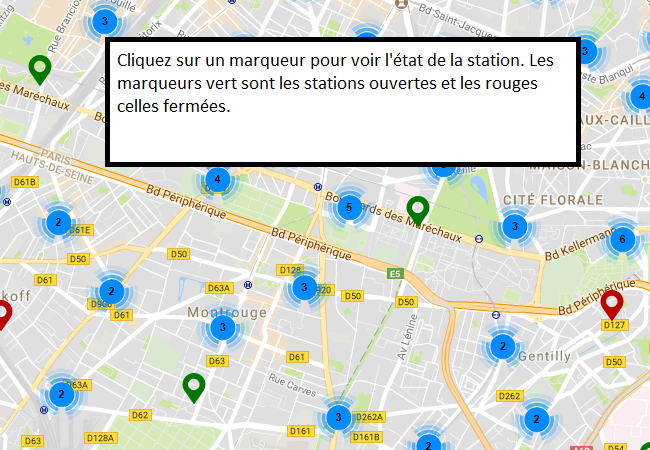 3
Bd Saint-Jacques
Rue Brancion
Cliquez sur un marqueur pour voir l'état de la station. Les
marqueurs vert sont les stations ouvertes et les rouges
celles fermées.
3
4
PARIS
HAUTS-DE-SEINE
D61B
4
Bd Périphérique
5
Boulevards des Maréchaux
MAISON-BLANCH
CITÉ FLORALE
2
D61E
D50
D50
Bd Périphérique
3
Bd Kellermann
6
E5
D61
D63A
D128
3
D920
D50
D50
Bd Périphérique
2
D906
D61
Montrouge
3
D127
Av Lénine
2
Gentilly
D50
D63
D61
Rue Carves
D63A
2
D62
D262
3
D262A
2
D63
D128A
D161
D161B
2
A6B
D54